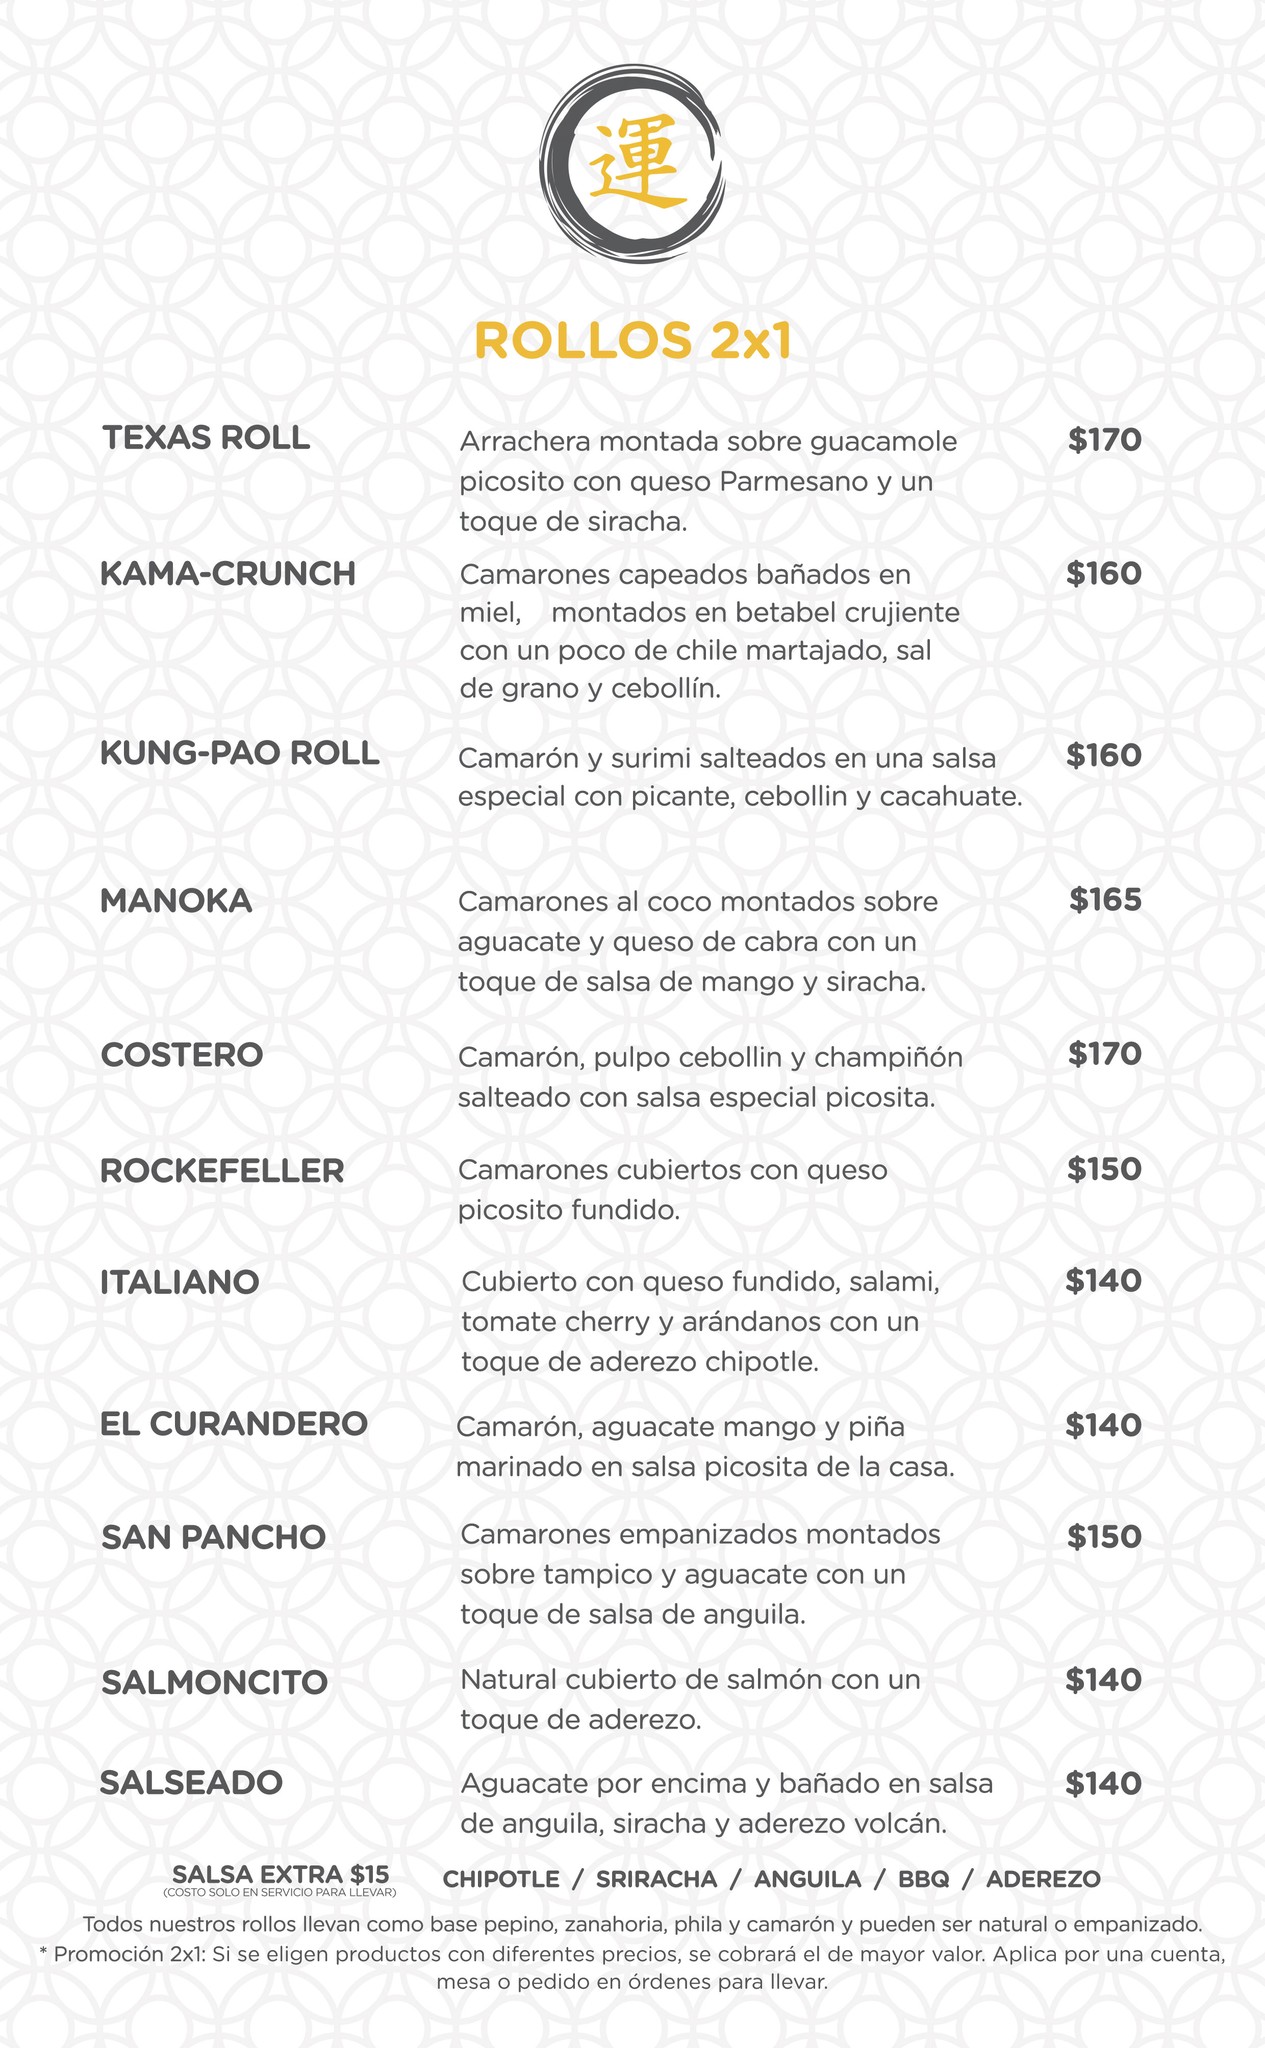 運
ROLLOS 2x1
TEXAS ROLL
Arrachera montada sobre guacamole
picosito con queso Parmesano y un
toque de siracha.
$170
KAMA-CRUNCH
Camarones capeados bañados en
miel, montados en betabel crujiente
con un poco de chile martajado, sal
de grano y cebollín.
$160
KUNG-PAO ROLL
Camarón y surimi salteados en una salsa
especial con picante, cebollin y cacahuate.
$160
MANOKA
Camarones al coco montados sobre
aguacate y queso de cabra con un
toque de salsa de mango y siracha.
$165
COSTERO
Camarón, pulpo cebollin y champiñón
salteado con salsa especial picosita.
$170
ROCKEFELLER
Camarones cubiertos con queso
picosito fundido.
$150
ITALIANO
Cubierto con queso fundido, salami,
tomate cherry y arándanos con un
toque de aderezo chipotle.
$140
EL CURANDERO
Camarón, aguacate mango y piña
marinado en salsa picosita de la casa.
$140
SAN PANCHO
Camarones empanizados montados
sobre tampico y aguacate con un
toque de salsa de anguila.
$150
SALMONCITO
Natural cubierto de salmón con un
toque de aderezo.
$140
SALSEADO
Aguacate por encima y bañado en salsa
de anguila, siracha y aderezo volcán.
$140
SALSA EXTRA $15
(COSTO SOLO EN SERVICIO PARA LLEVAR)
CHIPOTLE / SRIRACHA / ANGUILA / BBQ / ADEREZO
Todos nuestros rollos llevan como base pepino, zanahoria, phila y camarón y pueden ser natural o empanizado.
* Promoción 2x1: Si se eligen productos con diferentes precios, se cobrará el de mayor valor. Aplica por una cuenta,
mesa o pedido en órdenes para llevar.